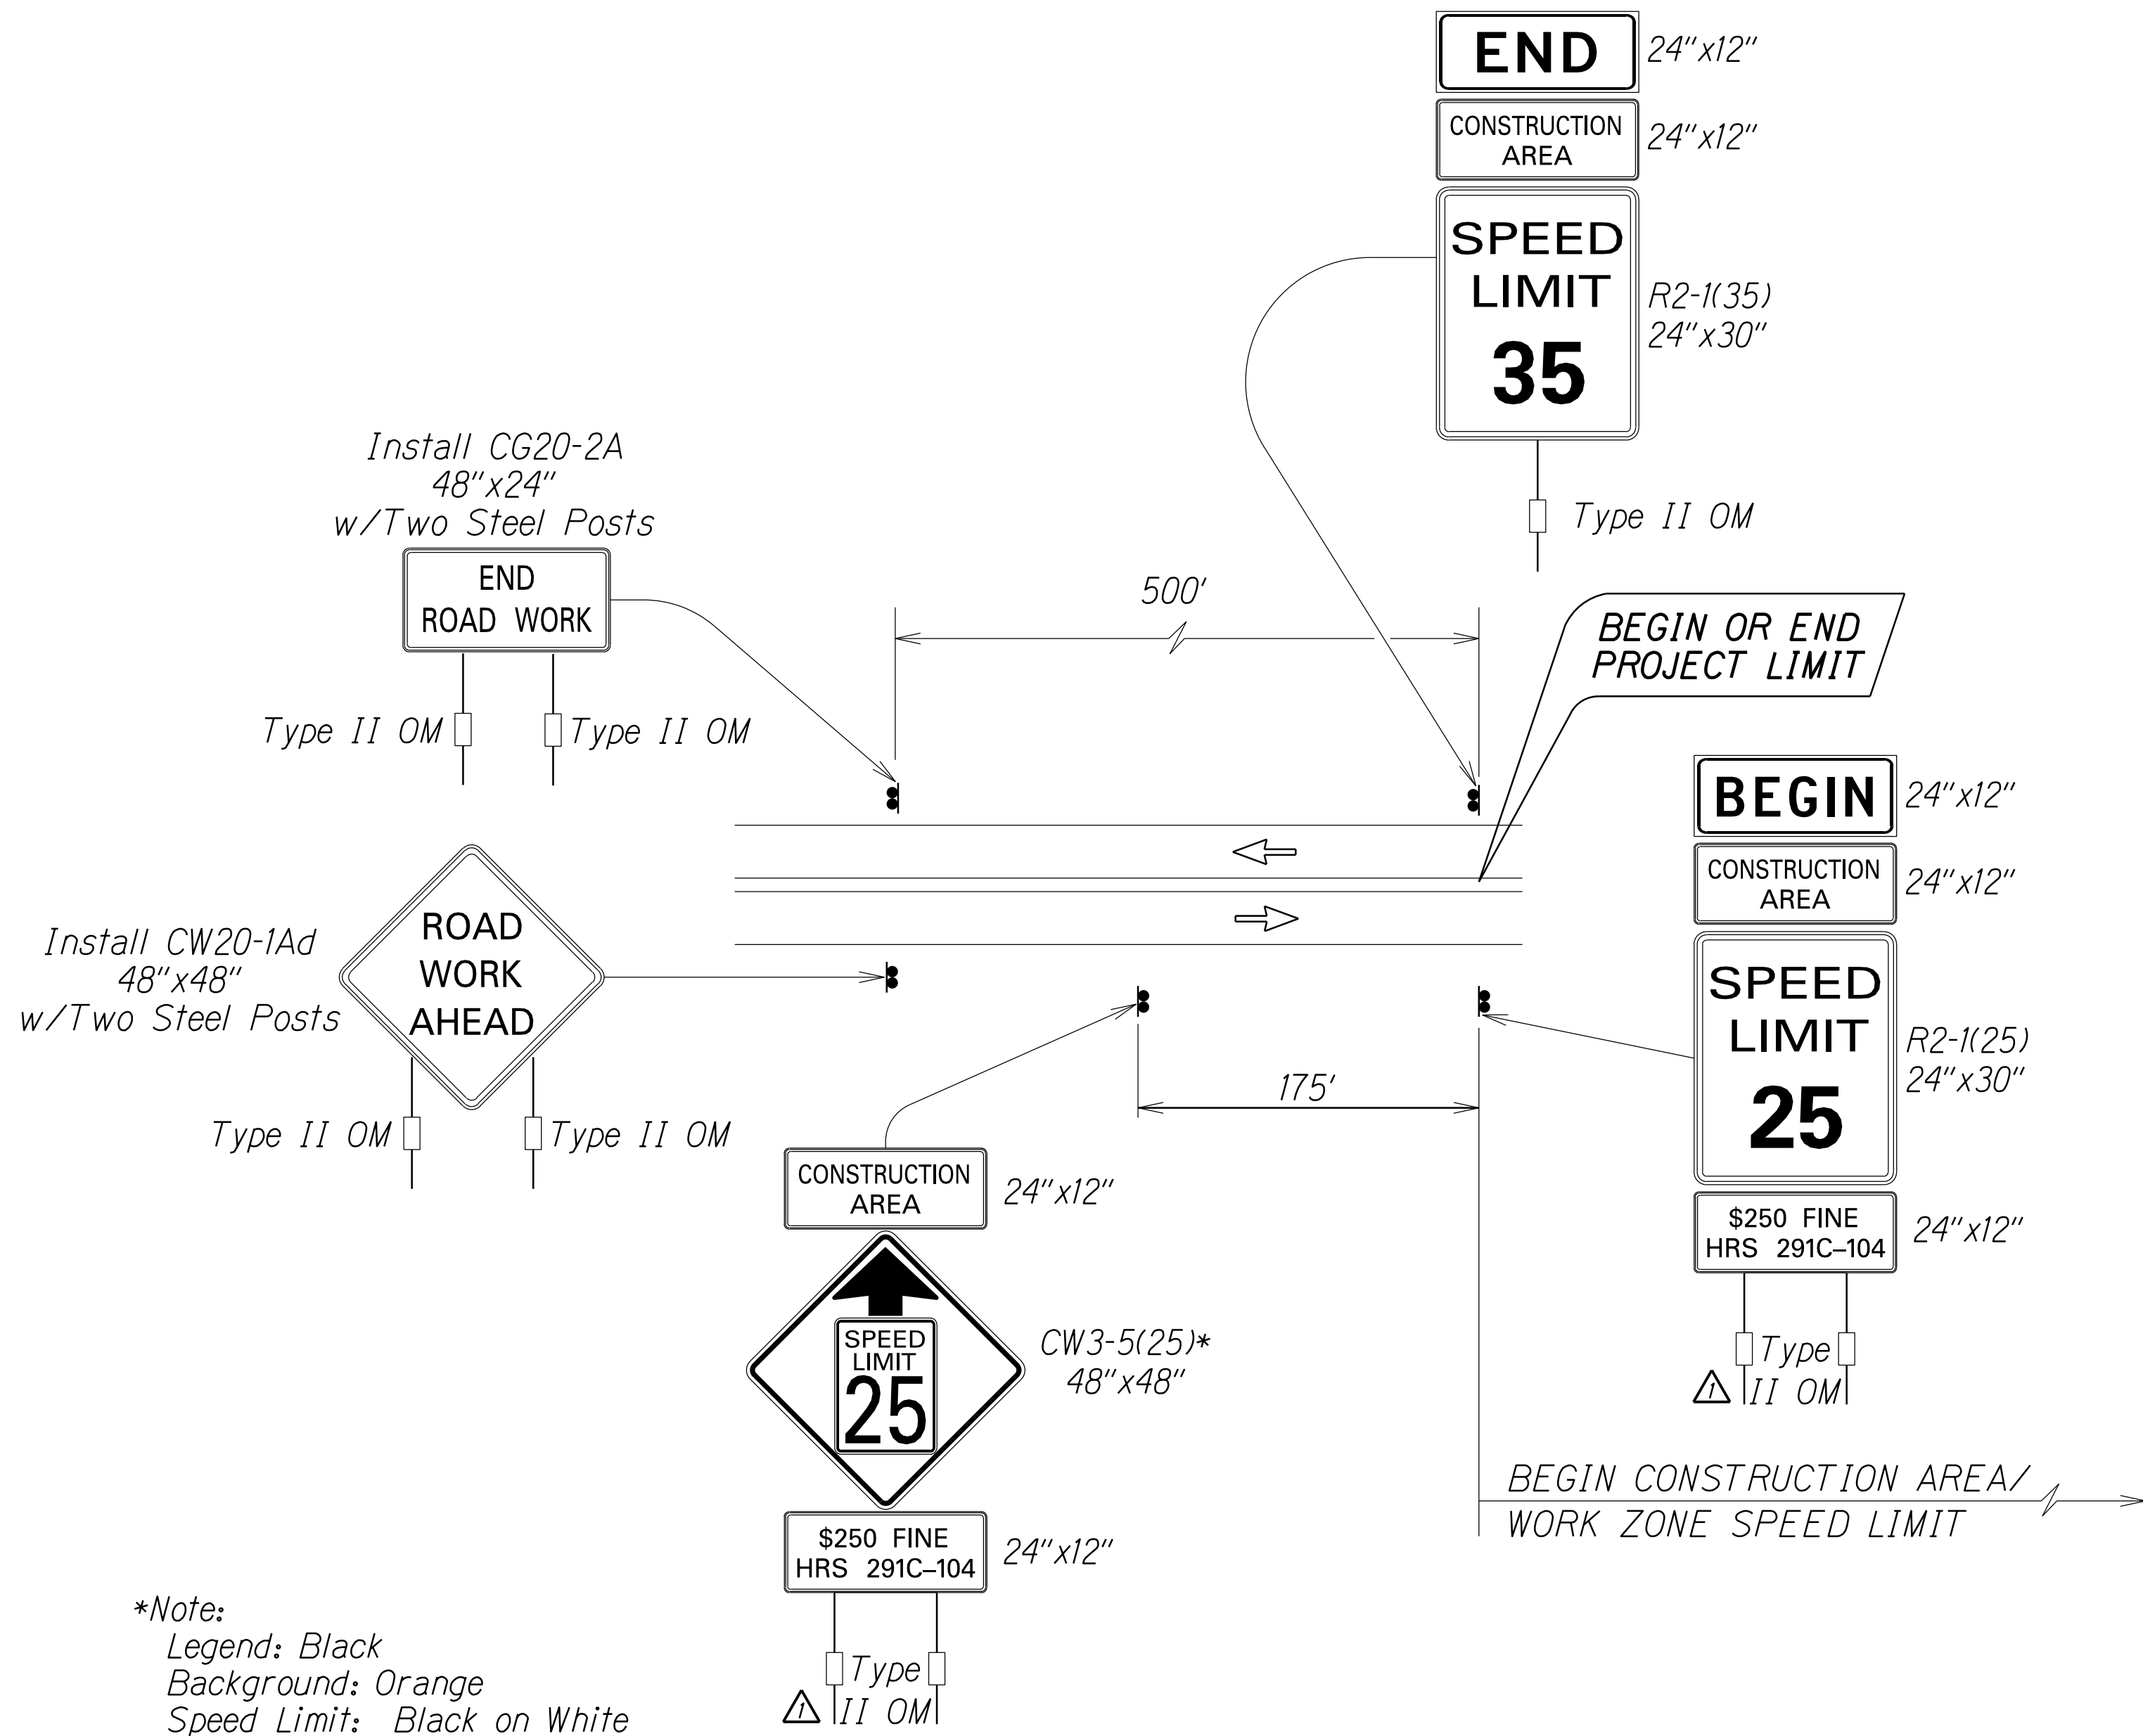 END
24"x12"
CONSTRUCTION
AREA
24"x12"
SPEED
LIMIT
35
R2-1(35)
24"x30"
Type II OM
Install CG20-2A
48"x24"
w/Two Steel Posts
END
ROAD WORK
Type II OM
Type II OM
500'
BEGIN OR END
PROJECT LIMIT
BEGIN
24"x12"
CONSTRUCTION
AREA
24"x12"
SPEED
LIMIT
25
R2-1(25)
24"x30"
$250 FINE
HRS 291C–104
24"x12"
Type
II OM
1
Install CW20-1Ad
48"x48"
w/Two Steel Posts
ROAD
WORK
AHEAD
Type II OM
Type II OM
175'
CONSTRUCTION
AREA
24"x12"
SPEED
LIMIT
25
CW3-5(25)*
48"x48"
$250 FINE
HRS 291C–104
24"x12"
Type
II OM
1
BEGIN CONSTRUCTION AREA/
WORK ZONE SPEED LIMIT
*Note:
Legend: Black
Background: Orange
Speed Limit: Black on White